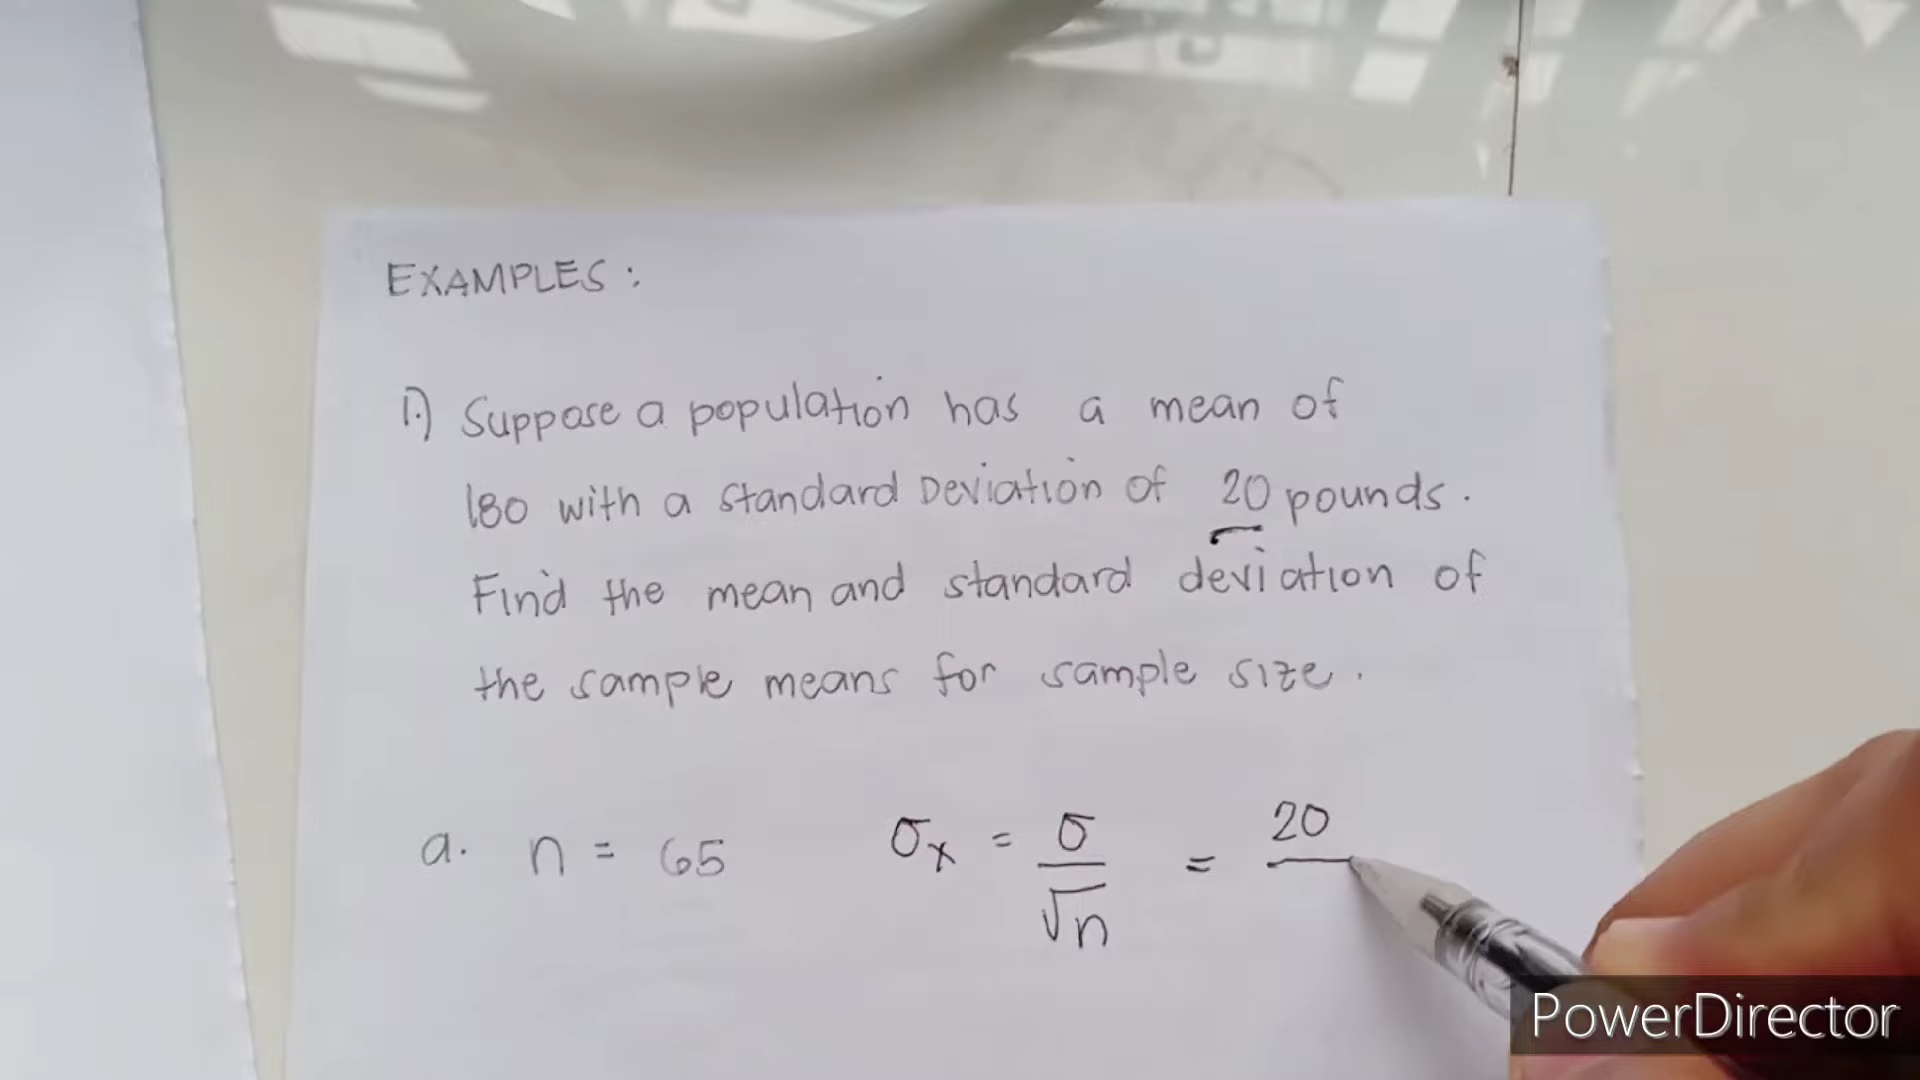 EXAMPLES :
1.) Suppose a population has a mean of
180 with a standard Deviation of 20 pounds.
Find the mean and standard deviation of
the sample means for sample size.
a. n = 65 σx = σ/√n = 20
PowerDirector